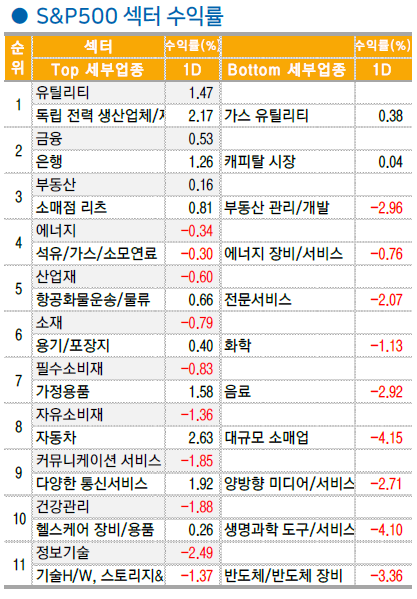 ● S&P500 섹터 수익률
순위 섹터 수익률(%) 수익률(%)
Top 세부업종 1D Bottom 세부업종 1D
1 유틸리티 1.47
독립 전력 생산업체/ 2.17 가스 유틸리티 0.38
2 금융 0.53
은행 1.26 캐피탈 시장 0.04
3 부동산 0.16
소매점 리츠 0.81 부동산 관리/개발 -2.96
4 에너지 -0.34
석유/가스/소모연료 -0.30 에너지 장비/서비스 -0.76
5 산업재 -0.60
항공화물운송/물류 0.66 전문서비스 -2.07
6 소재 -0.79
용기/포장지 0.40 화학 -1.13
7 필수소비재 -0.83
가정용품 1.58 음료 -2.92
8 자유소비재 -1.36
자동차 2.63 대규모 소매업 -4.15
9 커뮤니케이션 서비스 -1.85
다양한 통신서비스 1.92 양방향 미디어/서비스 -2.71
10 건강관리 -1.88
헬스케어 장비/용품 0.26 생명과학 도구/서비스 -4.10
11 정보기술 -2.49
기술H/W, 스토리지& -1.37 반도체/반도체 장비 -3.36